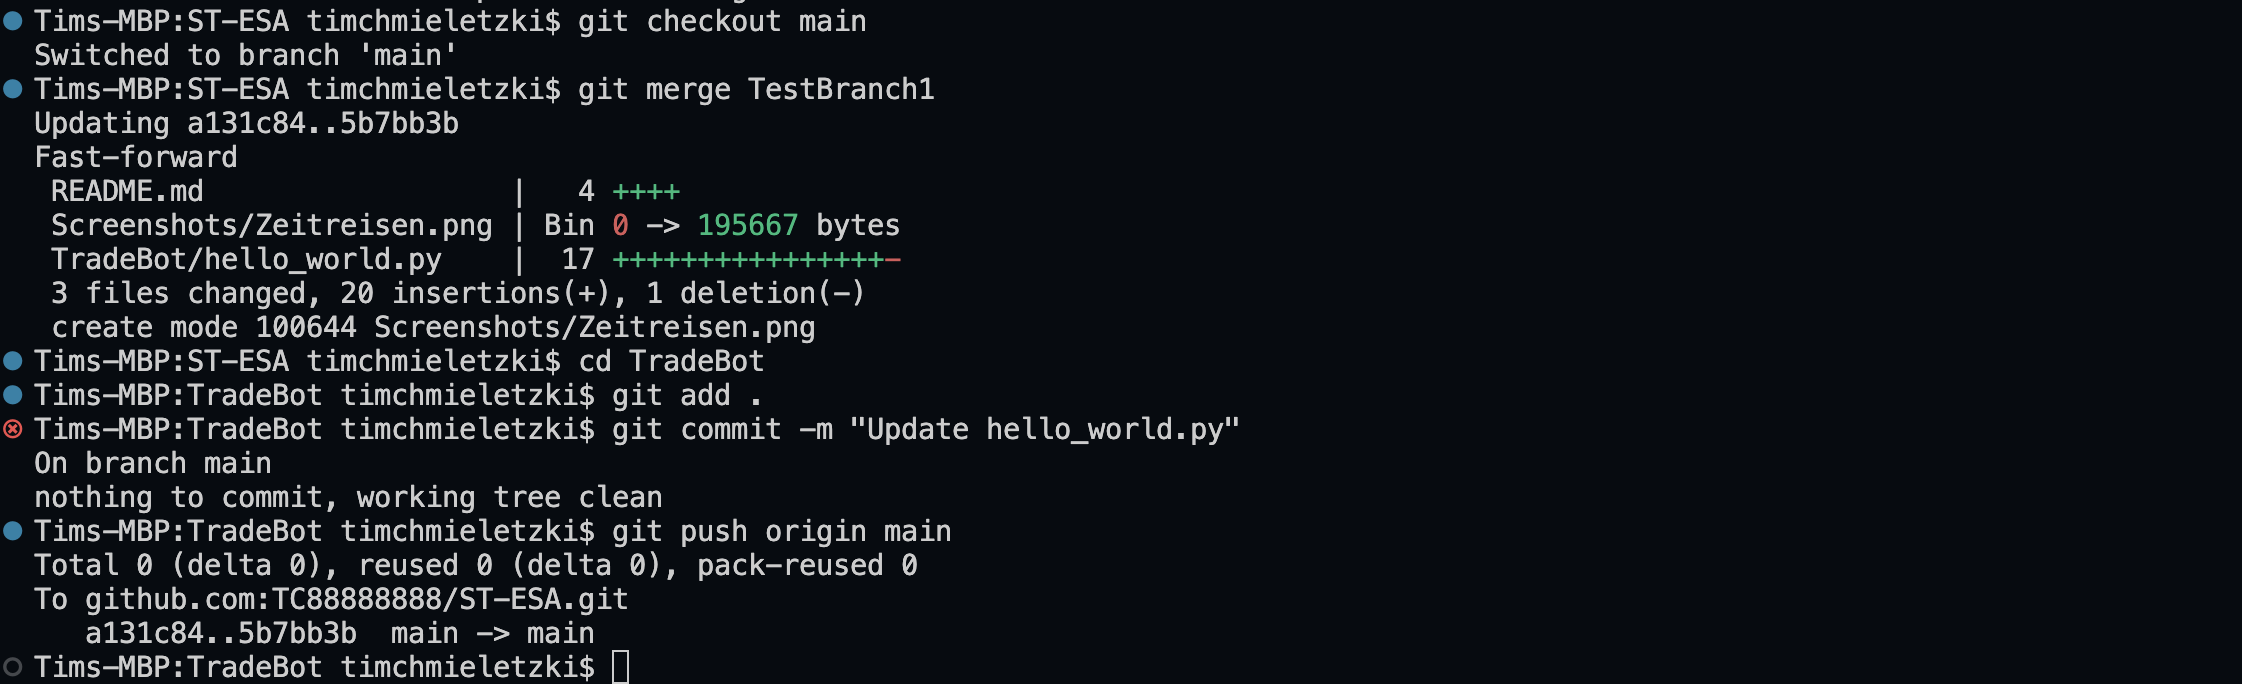 Tims-MBP:ST-ESA timchmieletzki$ git checkout main
Switched to branch 'main'
Tims-MBP:ST-ESA timchmieletzki$ git merge TestBranch1
Updating a131c84..5b7bb3b
Fast-forward
 README.md                  |   4 ++++
 Screenshots/Zeitreisen.png | Bin 0 -> 195667 bytes
 TradeBot/hello_world.py    |  17 ++++++++++++++++-
 3 files changed, 20 insertions(+), 1 deletion(-)
 create mode 100644 Screenshots/Zeitreisen.png
Tims-MBP:ST-ESA timchmieletzki$ cd TradeBot
Tims-MBP:TradeBot timchmieletzki$ git add .
Tims-MBP:TradeBot timchmieletzki$ git commit -m "Update hello_world.py"
On branch main
nothing to commit, working tree clean
Tims-MBP:TradeBot timchmieletzki$ git push origin main
Total 0 (delta 0), reused 0 (delta 0), pack-reused 0
To github.com:TC88888888/ST-ESA.git
   a131c84..5b7bb3b  main -> main
Tims-MBP:TradeBot timchmieletzki$